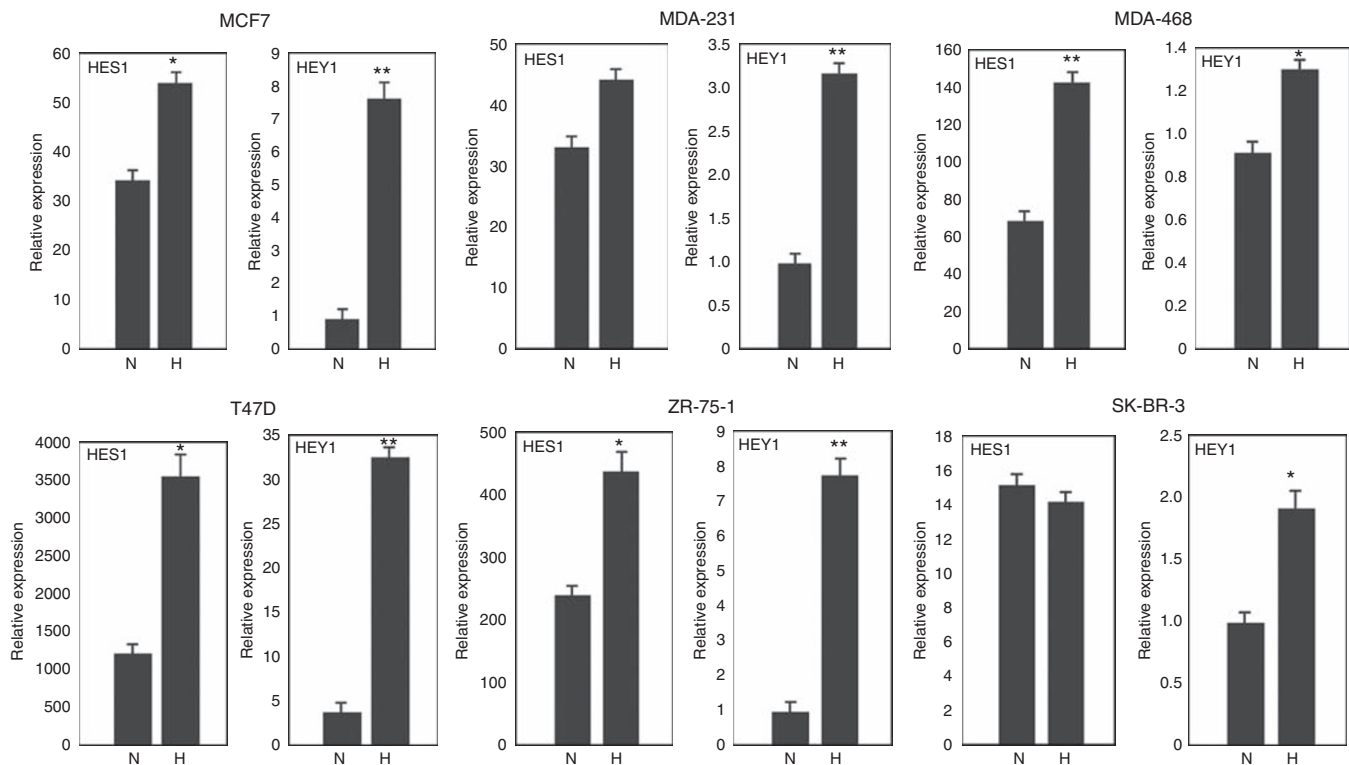 MCF7
MDA-231
MDA-468
60
50
40
30
20
10
0
Relative expression
HES1
*
N H
9
8
7
6
5
4
3
2
1
0
Relative expression
HEY1
**
N H
50
40
30
20
10
0
Relative expression
HES1
N H
3.5
3.0
2.5
2.0
1.5
1.0
0.5
0
Relative expression
HEY1
**
N H
160
140
120
100
80
60
40
20
0
Relative expression
HES1
**
N H
1.4
1.2
1.0
0.8
0.6
0.4
0.2
0
Relative expression
HEY1
*
N H
T47D
ZR-75-1
SK-BR-3
4000
3500
3000
2500
2000
1500
1000
500
0
Relative expression
HES1
*
N H
35
30
25
20
15
10
5
0
Relative expression
HEY1
**
N H
500
400
300
200
100
0
Relative expression
HES1
*
N H
9
8
7
6
5
4
3
2
1
0
Relative expression
HEY1
**
N H
18
16
14
12
10
8
6
4
2
0
Relative expression
HES1
N H
2.5
2.0
1.5
1.0
0.5
0.0
Relative expression
HEY1
*
N H